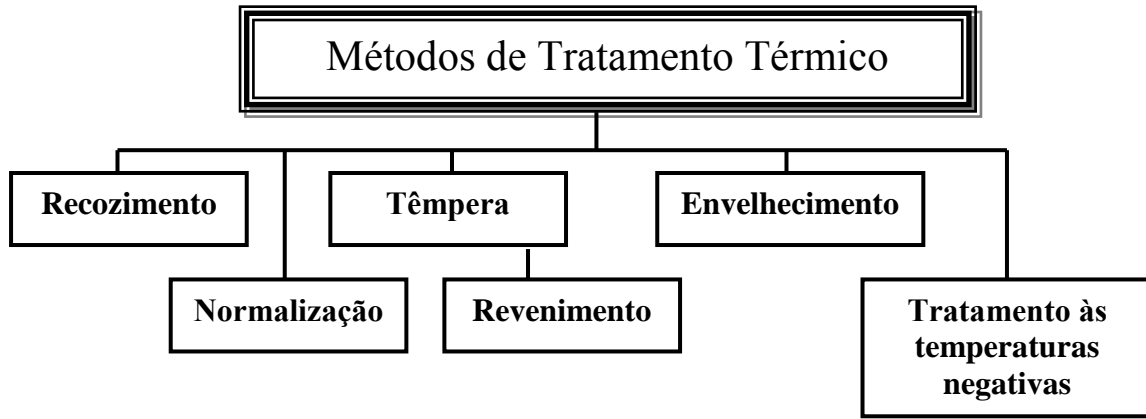 Métodos de Tratamento Térmico
Recozimento
Têmpera
Envelhecimento
Normalização
Revenimento
Tratamento às
temperaturas
negativas